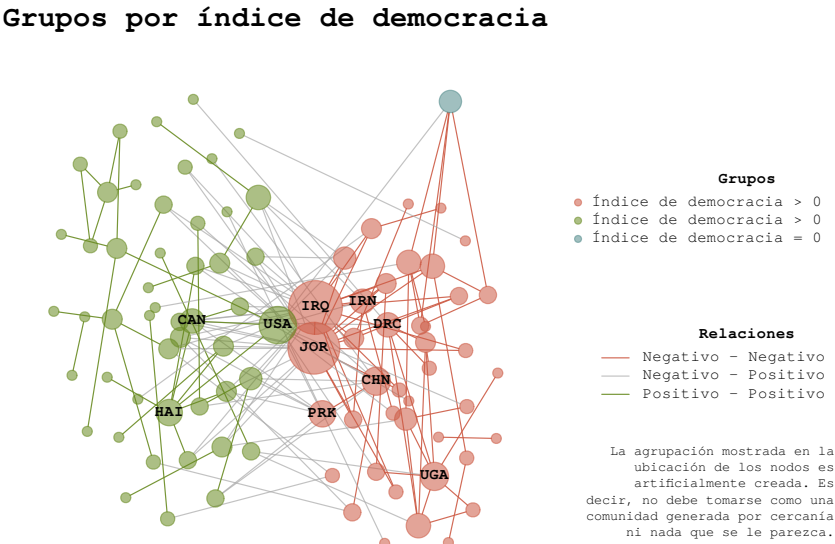 Grupos por índice de democracia
Grupos
Índice de democracia > 0
Índice de democracia > 0
Índice de democracia = 0
IRQ
IRN
CAN
USA
DRC
JOR
CHN
HAI
PRK
UGA
Relaciones
Negativo - Negativo
Negativo - Positivo
Positivo - Positivo
La agrupación mostrada en la
ubicación de los nodos es
artificialmente creada. Es
decir, no debe tomarse como una
comunidad generada por cercanía
ni nada que se le parezca.